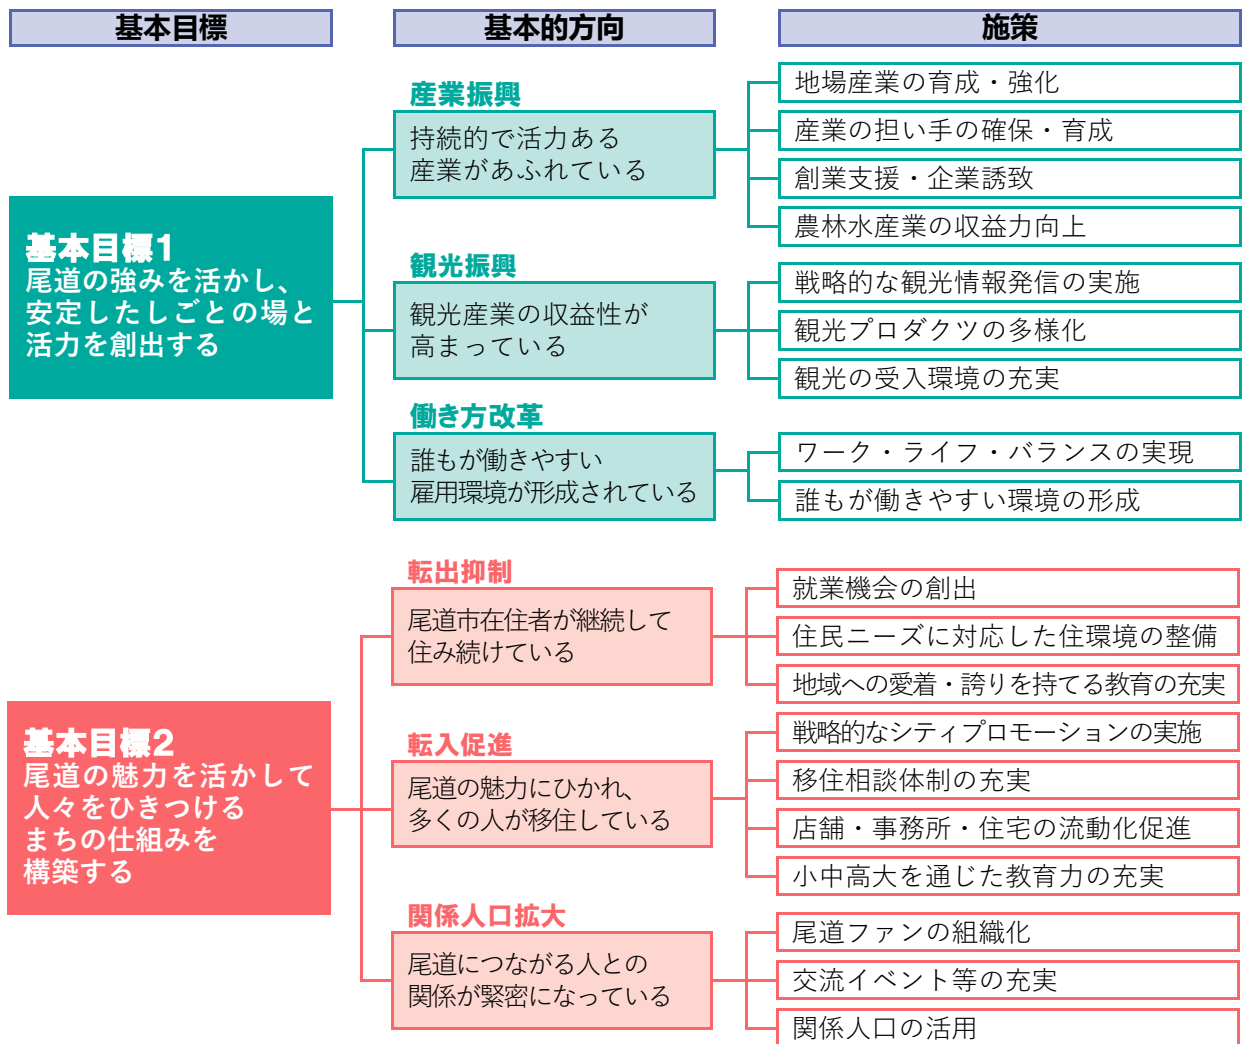 基本目標
基本的方向
施策
基本目標1
尾道の強みを活かし、
安定したしごとの場と
活力を創出する
産業振興
持続的で活力ある
産業があふれている
地場産業の育成・強化
産業の担い手の確保・育成
創業支援・企業誘致
農林水産業の収益力向上
観光振興
観光産業の収益性が
高まっている
戦略的な観光情報発信の実施
観光プロダクツの多様化
観光の受入環境の充実
働き方改革
誰もが働きやすい
雇用環境が形成されている
ワーク・ライフ・バランスの実現
誰もが働きやすい環境の形成
基本目標2
尾道の魅力を活かして
人々をひきつける
まちの仕組みを
構築する
転出抑制
尾道市在住者が継続して
住み続けている
就業機会の創出
住民ニーズに対応した住環境の整備
地域への愛着・誇りを持てる教育の充実
転入促進
尾道の魅力にひかれ、
多くの人が移住している
戦略的なシティプロモーションの実施
移住相談体制の充実
店舗・事務所・住宅の流動化促進
小中高大を通じた教育力の充実
関係人口拡大
尾道につながる人との
関係が緊密になっている
尾道ファンの組織化
交流イベント等の充実
関係人口の活用